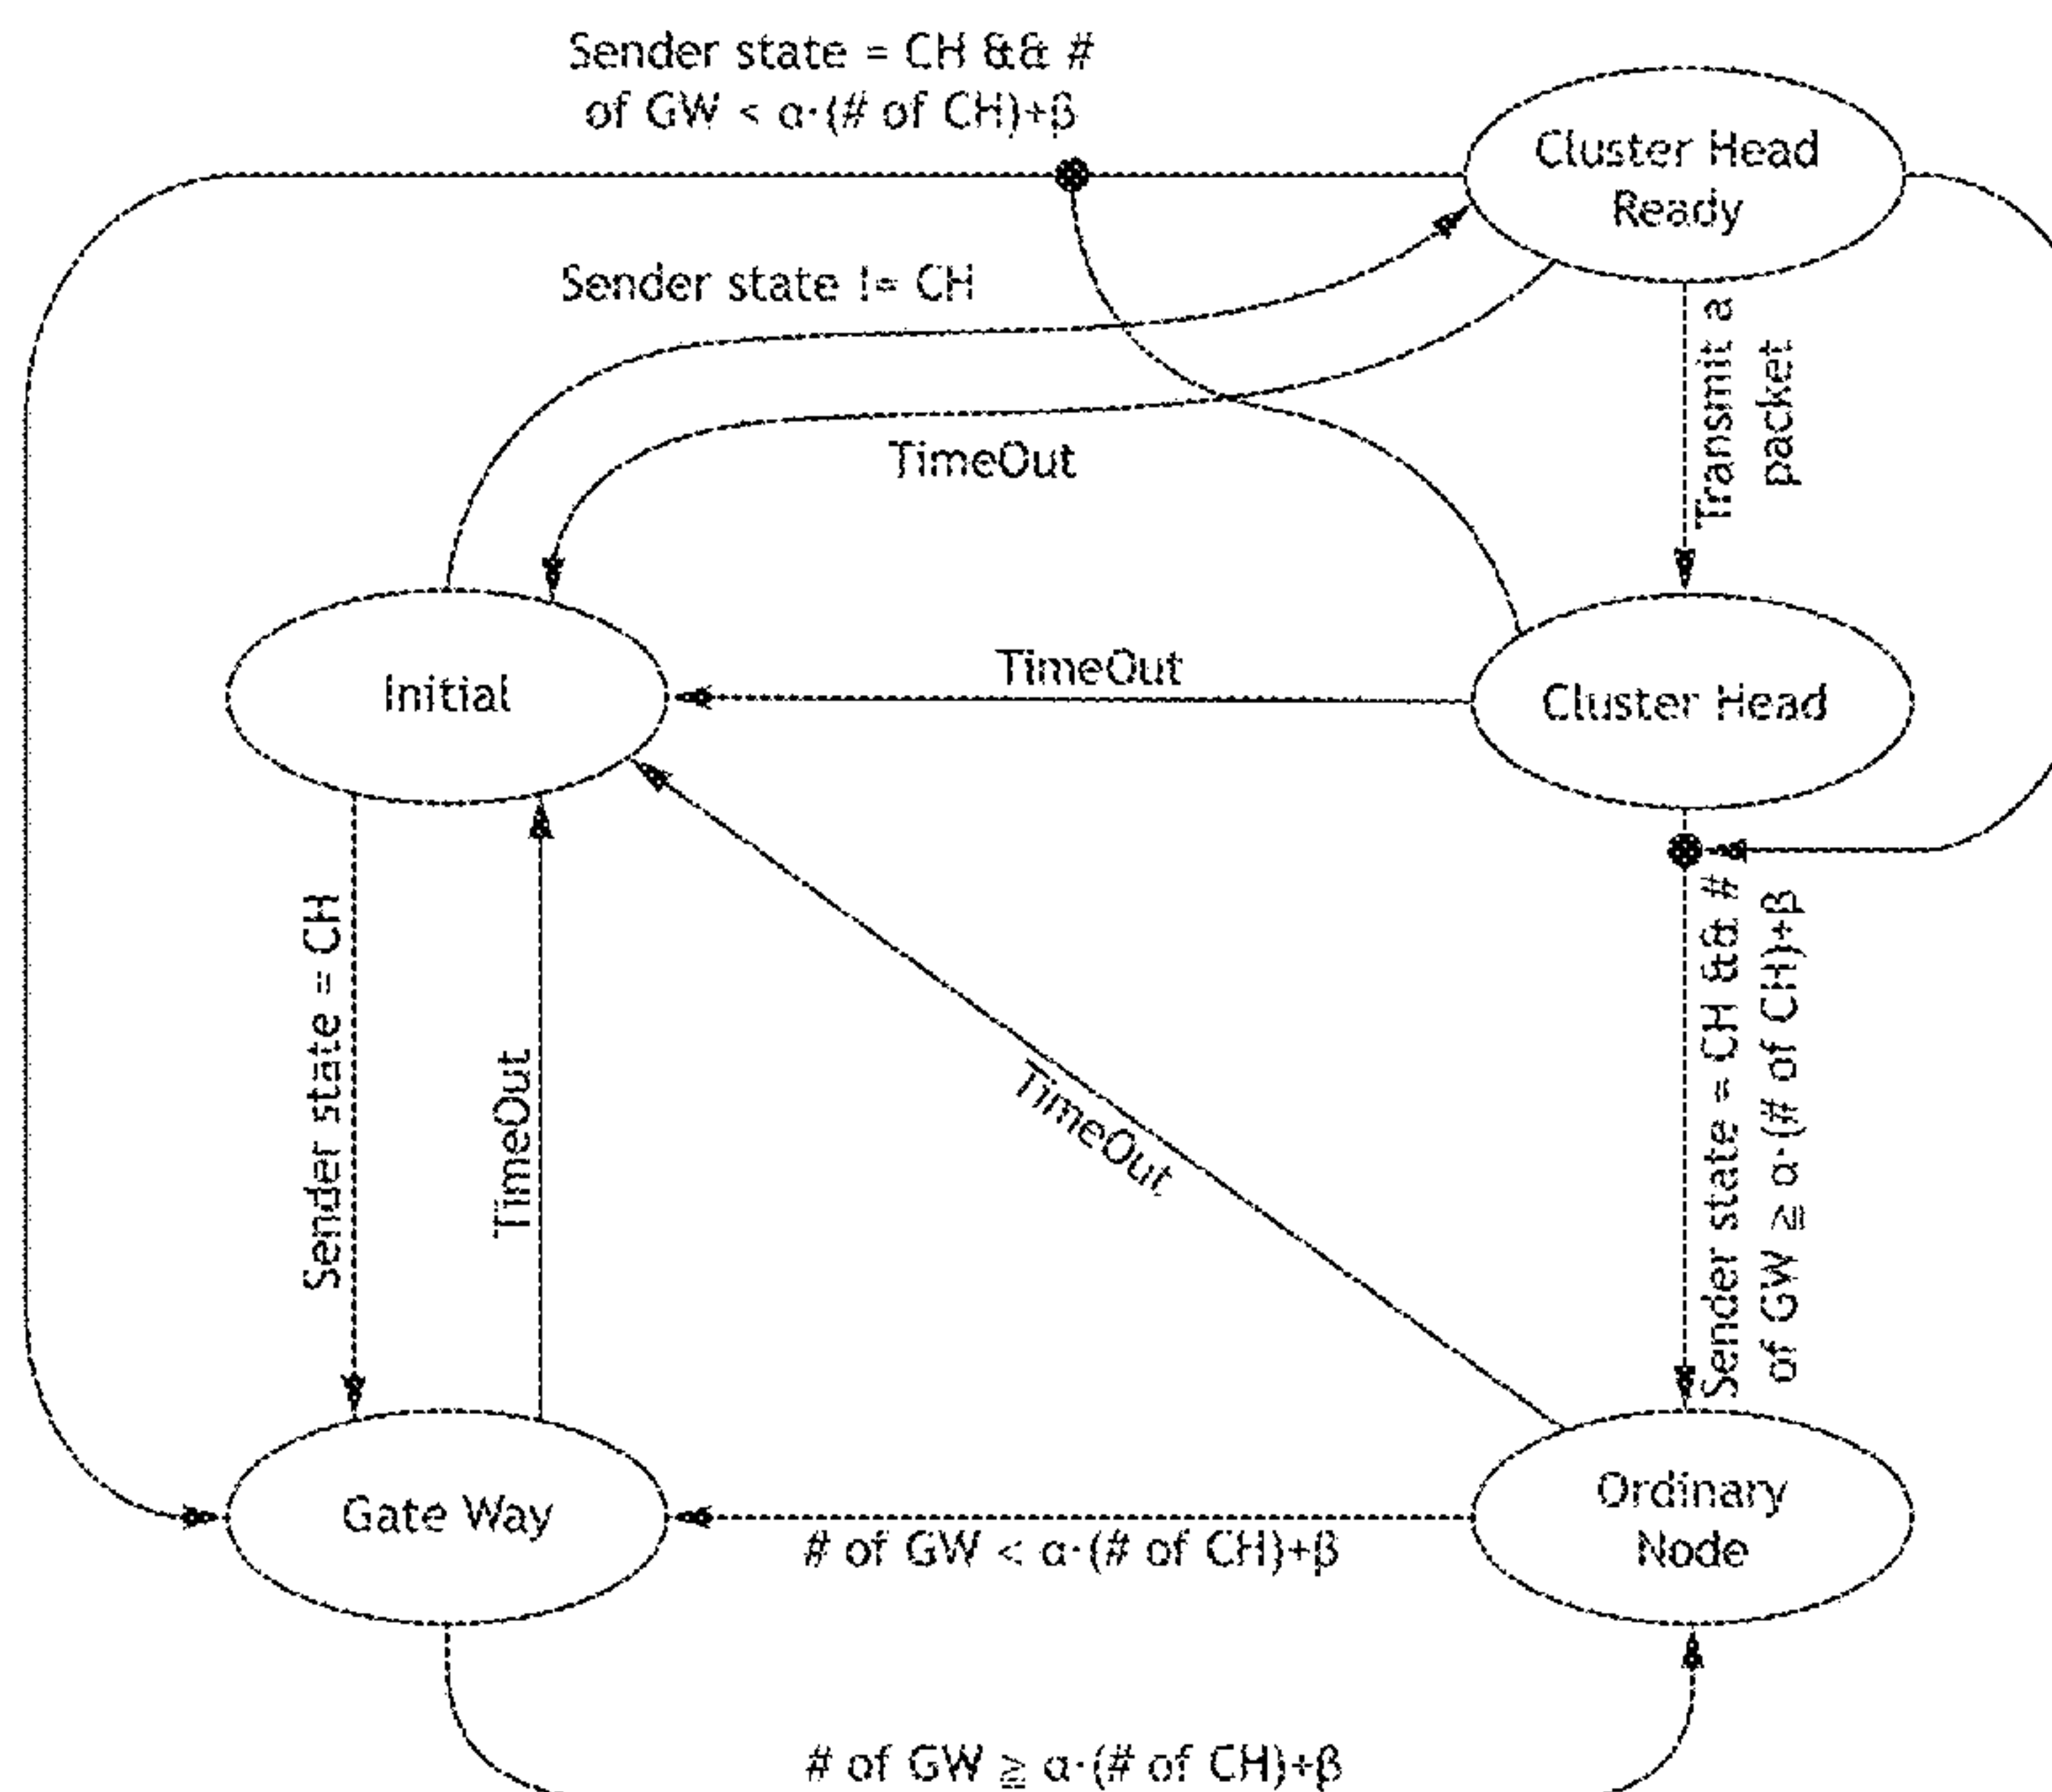 Sender state = CH && #
of GW < α·(# of CH)+β
Cluster Head
Ready
Sender state != CH
Transmit a
packet
TimeOut
Initial
TimeOut
Cluster Head
Sender state = CH
TimeOut
TimeOut
Sender state = CH && #
of GW ≧ α·(# of CH)+β
Gate Way
# of GW < α·(# of CH)+β
Ordinary
Node
# of GW ≧ α·(# of CH)+β